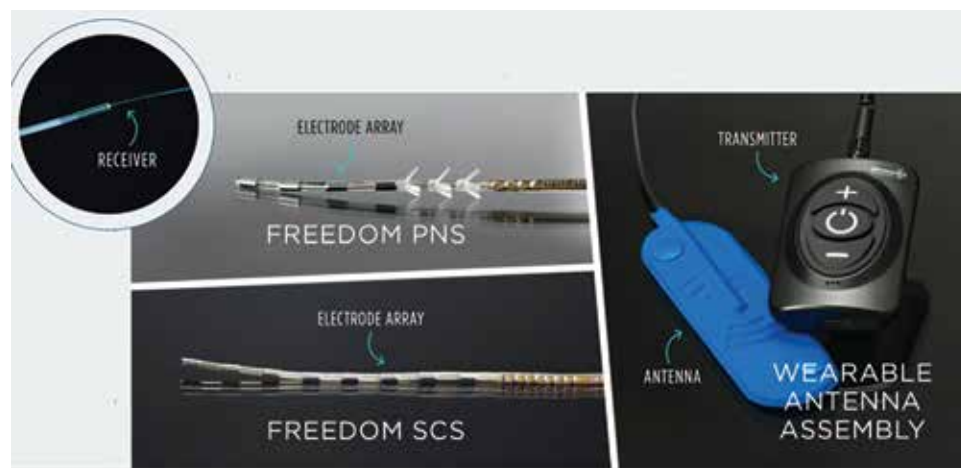 RECEIVER
ELECTRODE ARRAY
FREEDOM PNS
ELECTRODE ARRAY
FREEDOM SCS
TRANSMITTER
ANTENNA
WEARABLE
ANTENNA
ASSEMBLY